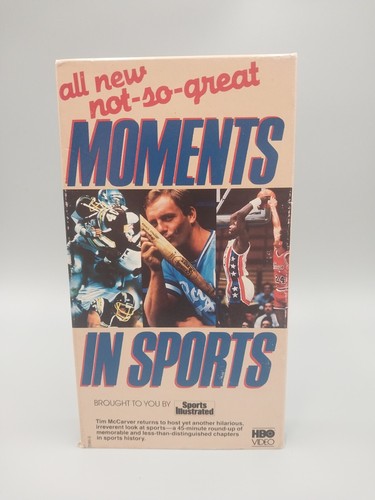 all new
not-so-great
MOMENTS
IN SPORTS
BROUGHT TO YOU BY Sports Illustrated
Tim McCarver returns to host yet another hilarious,
irreverent look at sports—a 45-minute round-up of
memorable and less-than-distinguished chapters
in sports history.
HBO
VIDEO